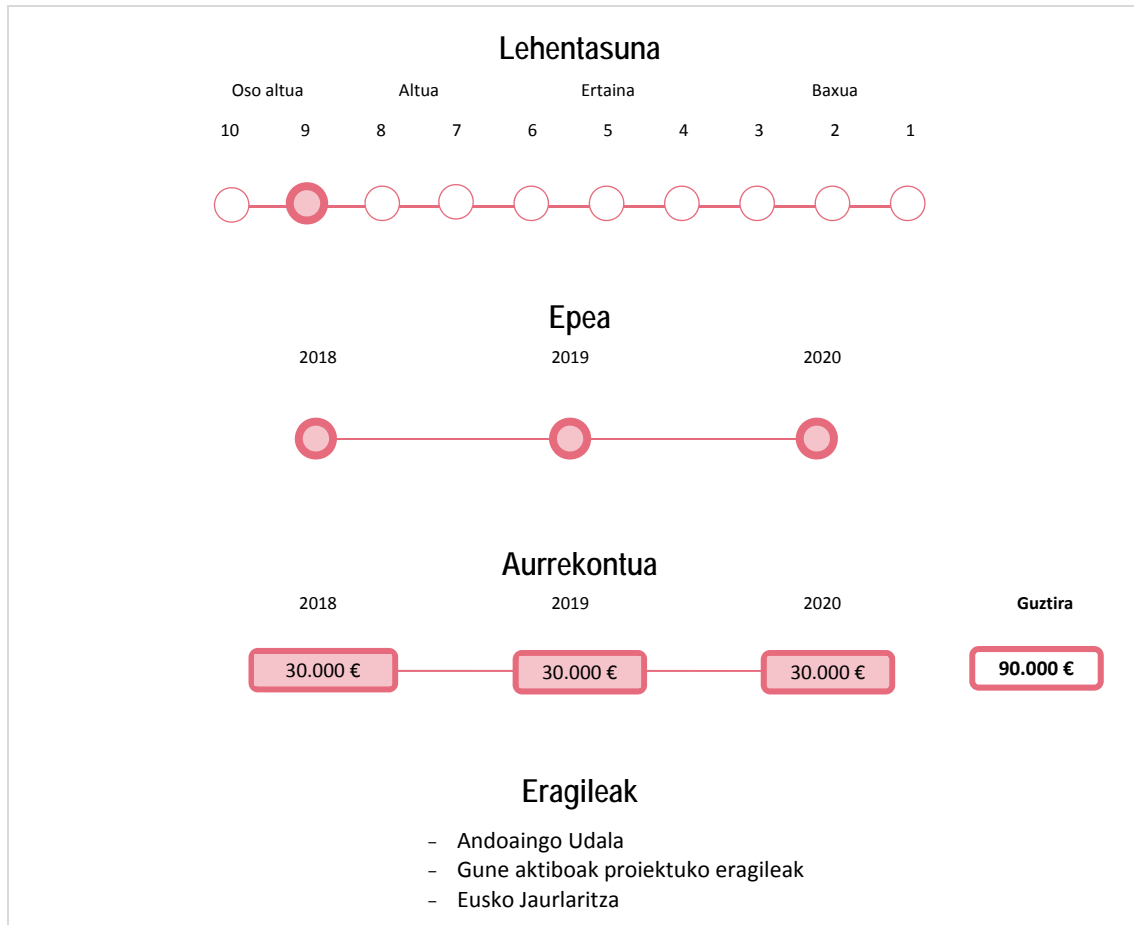 Lehentasuna
Oso altua Altua Ertaina Baxua
10 9 8 7 6 5 4 3 2 1
Epea
2018 2019 2020
Aurrekontua
2018 2019 2020 Guztira
30.000 € 30.000 € 30.000 € 90.000 €
Eragileak
- Andoaingo Udala
- Gune aktiboak proiektuko eragileak
- Eusko Jaurlaritza